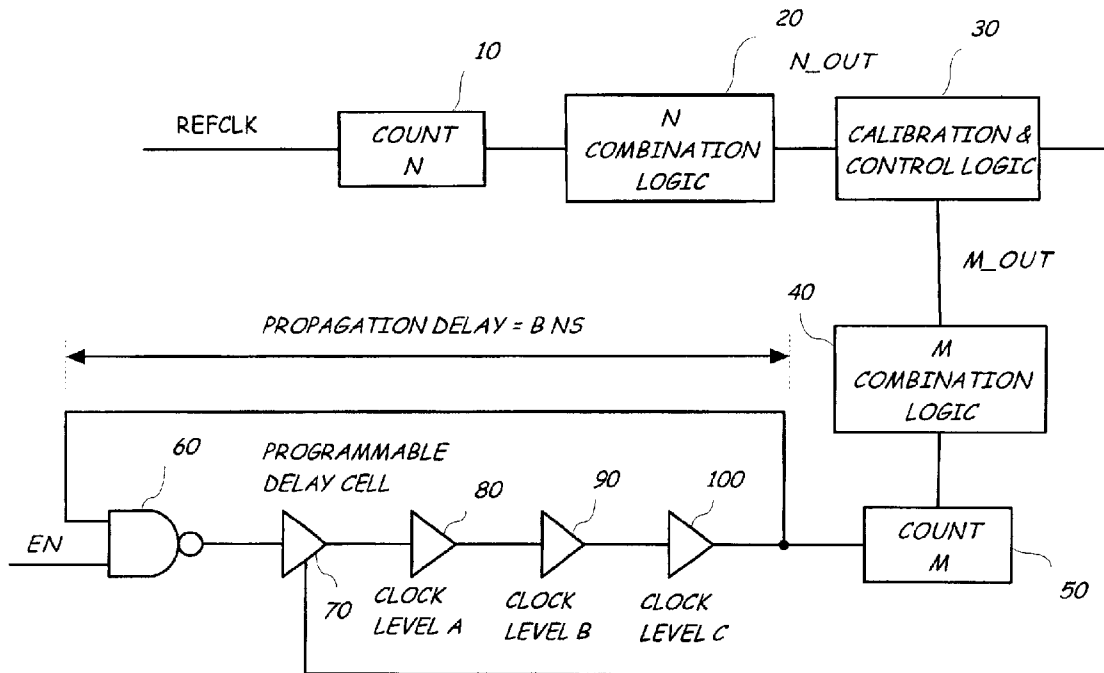 20
10
30
N_OUT
REFCLK
COUNT
N
N
COMBINATION
LOGIC
CALIBRATION &
CONTROL LOGIC
M_OUT
40
PROPAGATION DELAY = B NS
M
COMBINATION
LOGIC
60
PROGRAMMABLE
DELAY CELL
80
90
100
EN
COUNT
M
70
CLOCK
LEVEL A
CLOCK
LEVEL B
CLOCK
LEVEL C
50